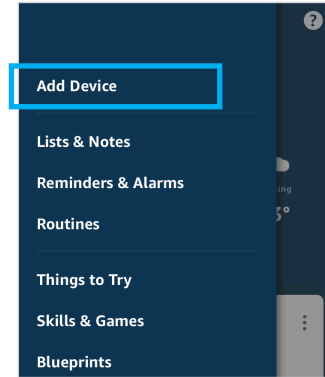 ?
Add Device
Lists & Notes
Reminders & Alarms
Routines
Things to Try
Skills & Games
Blueprints